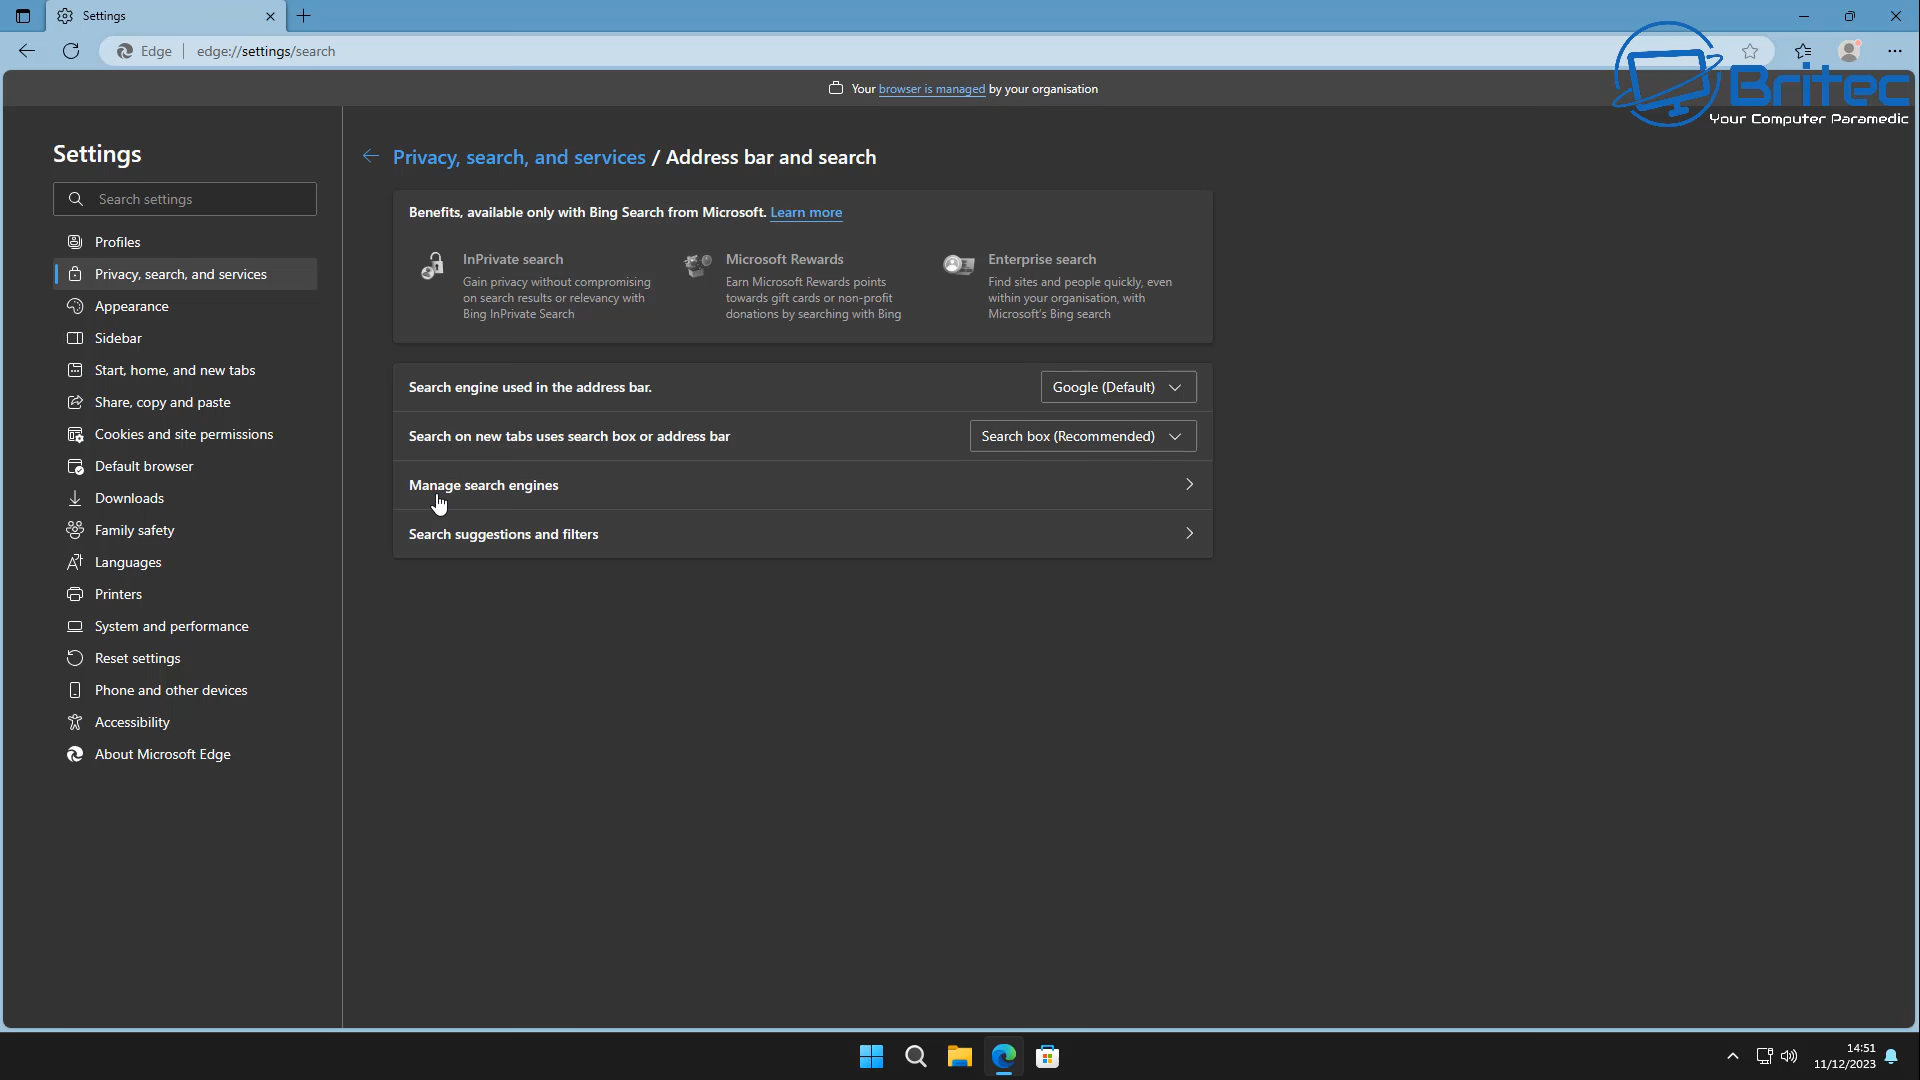 Settings
Edge
edge://settings/search
Britec
Your Computer Paramedic
Your browser is managed by your organisation
Settings
Search settings
Profiles
Privacy, search, and services
Appearance
Sidebar
Start, home, and new tabs
Share, copy and paste
Cookies and site permissions
Default browser
Downloads
Family safety
Languages
Printers
System and performance
Reset settings
Phone and other devices
Accessibility
About Microsoft Edge
Privacy, search, and services / Address bar and search
Benefits, available only with Bing Search from Microsoft. Learn more
InPrivate search
Gain privacy without compromising
on search results or relevancy with
Bing InPrivate Search
Microsoft Rewards
Earn Microsoft Rewards points
towards gift cards or non-profit
donations by searching with Bing
Enterprise search
Find sites and people quickly, even
within your organisation, with
Microsoft's Bing search
Search engine used in the address bar.
Google (Default)
Search on new tabs uses search box or address bar
Search box (Recommended)
Manage search engines
Search suggestions and filters
14:51
11/12/2023